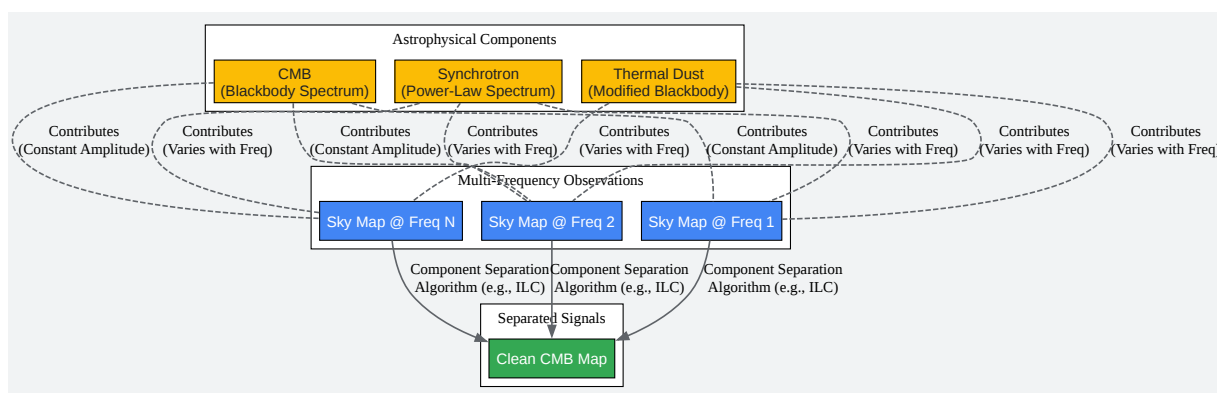 Astrophysical Components
CMB
(Blackbody Spectrum)
Synchrotron
(Power-Law Spectrum)
Thermal Dust
(Modified Blackbody)
Contributes
(Constant Amplitude)
Contributes
(Varies with Freq)
Contributes
(Constant Amplitude)
Contributes
(Varies with Freq)
Contributes
(Varies with Freq)
Contributes
(Constant Amplitude)
Contributes
(Varies with Freq)
Contributes
(Varies with Freq)
Contributes
(Varies with Freq)
Multi-Frequency Observations
Sky Map @ Freq N
Sky Map @ Freq 2
Sky Map @ Freq 1
Component Separation
Algorithm (e.g., ILC)
Component Separation
Algorithm (e.g., ILC)
Component Separation
Algorithm (e.g., ILC)
Separated Signals
Clean CMB Map